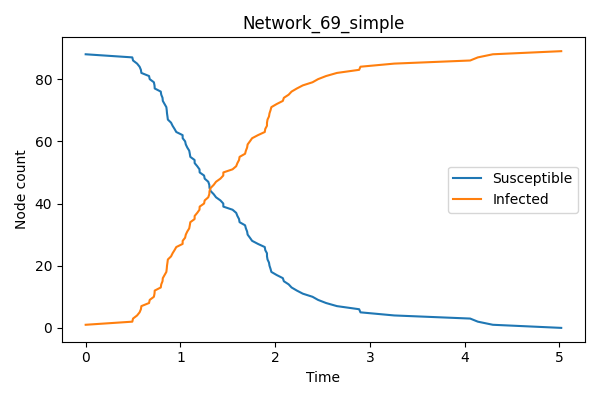 Network_69_simple
Node count
80
60
40
20
0
Susceptible
Infected
0 1 2 3 4 5
Time